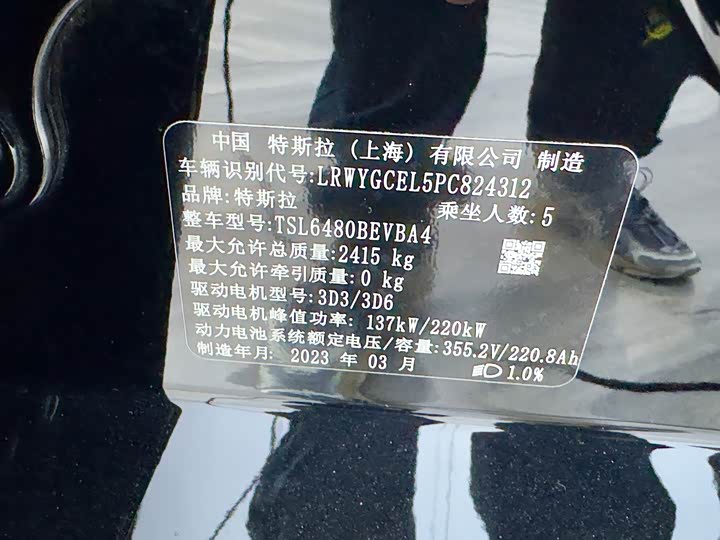 中国 特斯拉 (上海) 有限公司 制造
车辆识别代号:LRWYGCEL5PC824312
品牌:特斯拉 乘坐人数:5
整车型号:TSL6480BEVBA4
最大允许总质量:2415 kg
最大允许牵引质量:0 kg
驱动电机型号:3D3/3D6
驱动电机峰值功率: 137kW/220kW
动力电池系统额定电压/容量:355.2V/220.8Ah
制造年月: 2023 年 03 月 1.0%